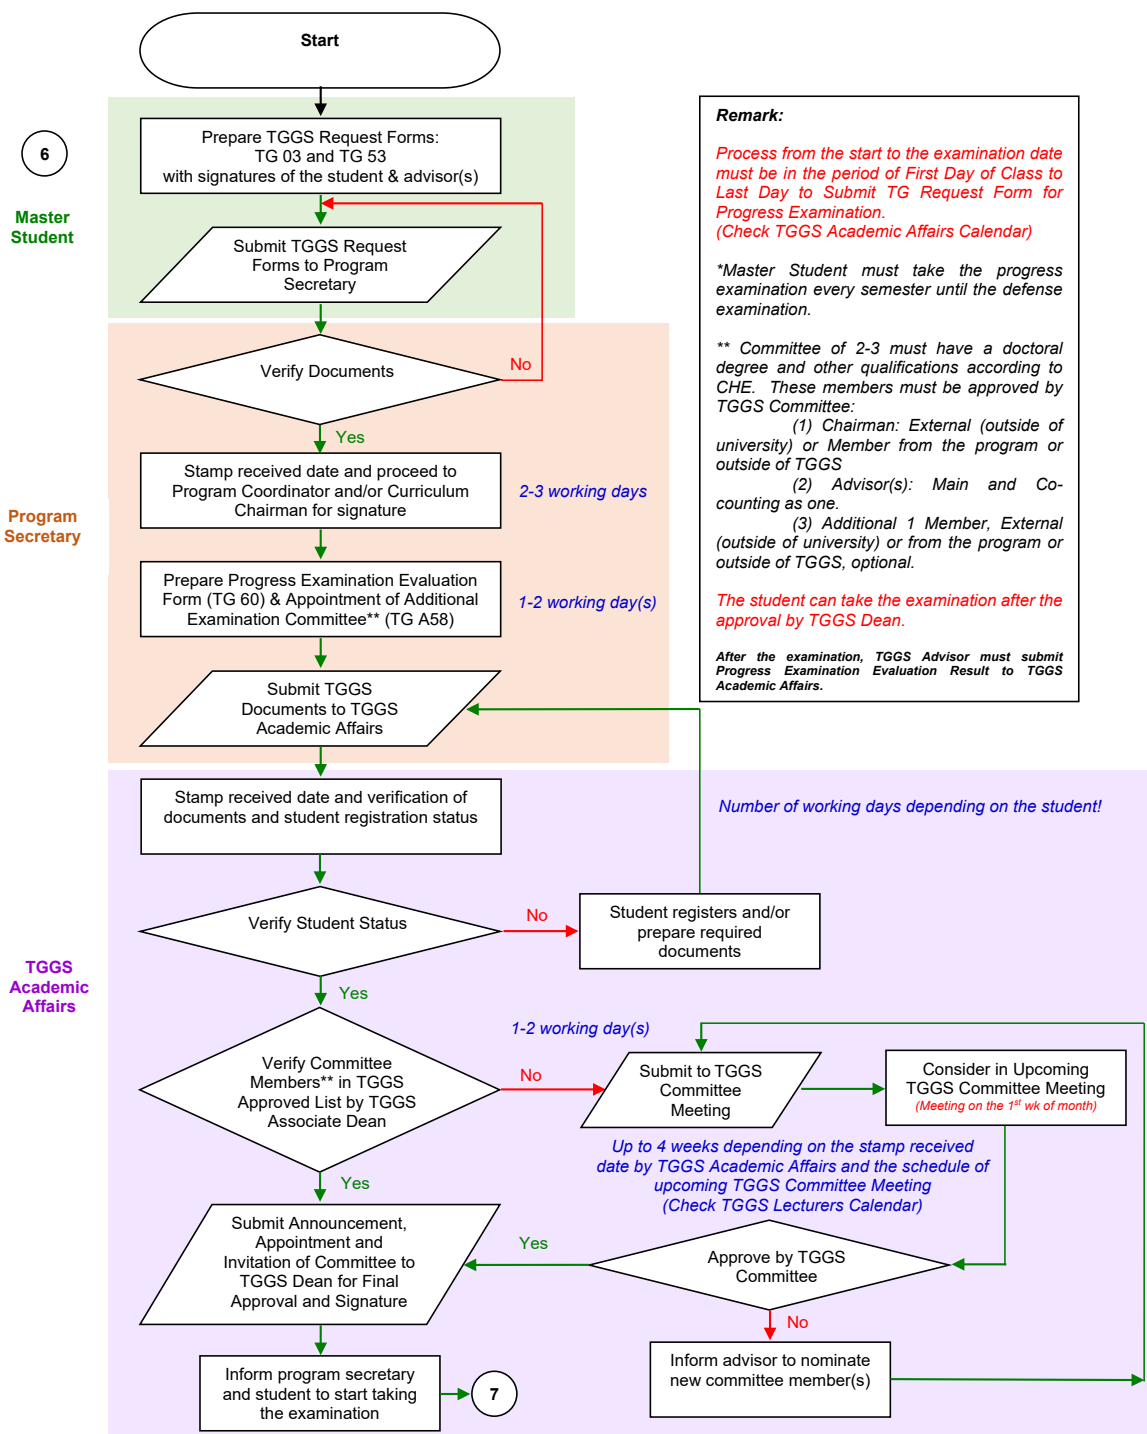 Start
6
Master
Student
Prepare TGGS Request Forms:
TG 03 and TG 53
with signatures of the student & advisor(s)
Submit TGGS Request
Forms to Program
Secretary
Remark:
Process from the start to the examination date
must be in the period of First Day of Class to
Last Day to Submit TG Request Form for
Progress Examination.
(Check TGGS Academic Affairs Calendar)
*Master Student must take the progress
examination every semester until the defense
examination.
** Committee of 2-3 must have a doctoral
degree and other qualifications according to
CHE. These members must be approved by
TGGS Committee:
(1) Chairman: External (outside of
university) or Member from the program or
outside of TGGS
(2) Advisor(s): Main and Co-
counting as one.
(3) Additional 1 Member, External
(outside of university) or from the program or
outside of TGGS, optional.
The student can take the examination after the
approval by TGGS Dean.
After the examination, TGGS Advisor must submit
Progress Examination Evaluation Result to TGGS
Academic Affairs.
Program
Secretary
Verify Documents
No
Yes
Stamp received date and proceed to
Program Coordinator and/or Curriculum
Chairman for signature
2-3 working days
Prepare Progress Examination Evaluation
Form (TG 60) & Appointment of Additional
Examination Committee** (TG A58)
1-2 working day(s)
Submit TGGS
Documents to TGGS
Academic Affairs
TGGS
Academic
Affairs
Stamp received date and verification of
documents and student registration status
Number of working days depending on the student!
Verify Student Status
No
Student registers and/or
prepare required
documents
Yes
1-2 working day(s)
Verify Committee
Members** in TGGS
Approved List by TGGS
Associate Dean
No
Submit to TGGS
Committee
Meeting
Consider in Upcoming
TGGS Committee Meeting
(Meeting on the 1st wk of month)
Up to 4 weeks depending on the stamp received
date by TGGS Academic Affairs and the schedule of
upcoming TGGS Committee Meeting
(Check TGGS Lecturers Calendar)
Yes
Submit Announcement,
Appointment and
Invitation of Committee to
TGGS Dean for Final
Approval and Signature
Yes
Approve by TGGS
Committee
No
Inform advisor to nominate
new committee member(s)
Inform program secretary
and student to start taking
the examination
7